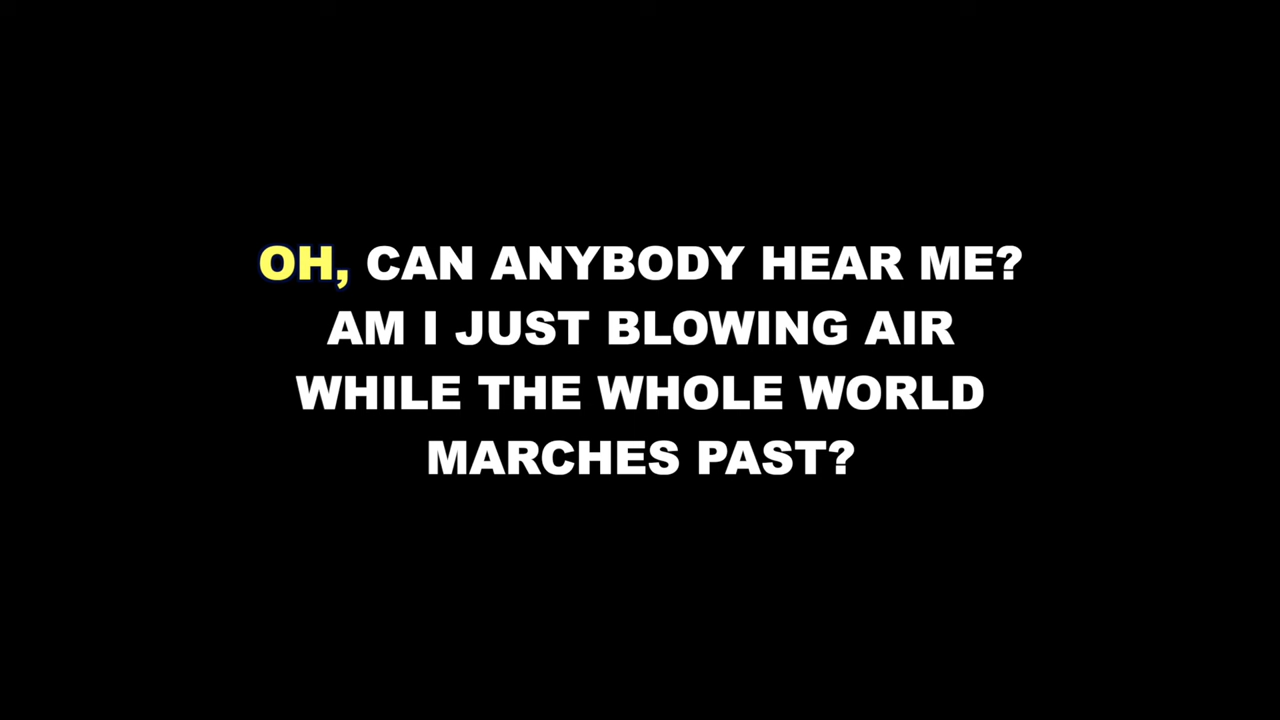 OH, CAN ANYBODY HEAR ME?
AM I JUST BLOWING AIR
WHILE THE WHOLE WORLD
MARCHES PAST?